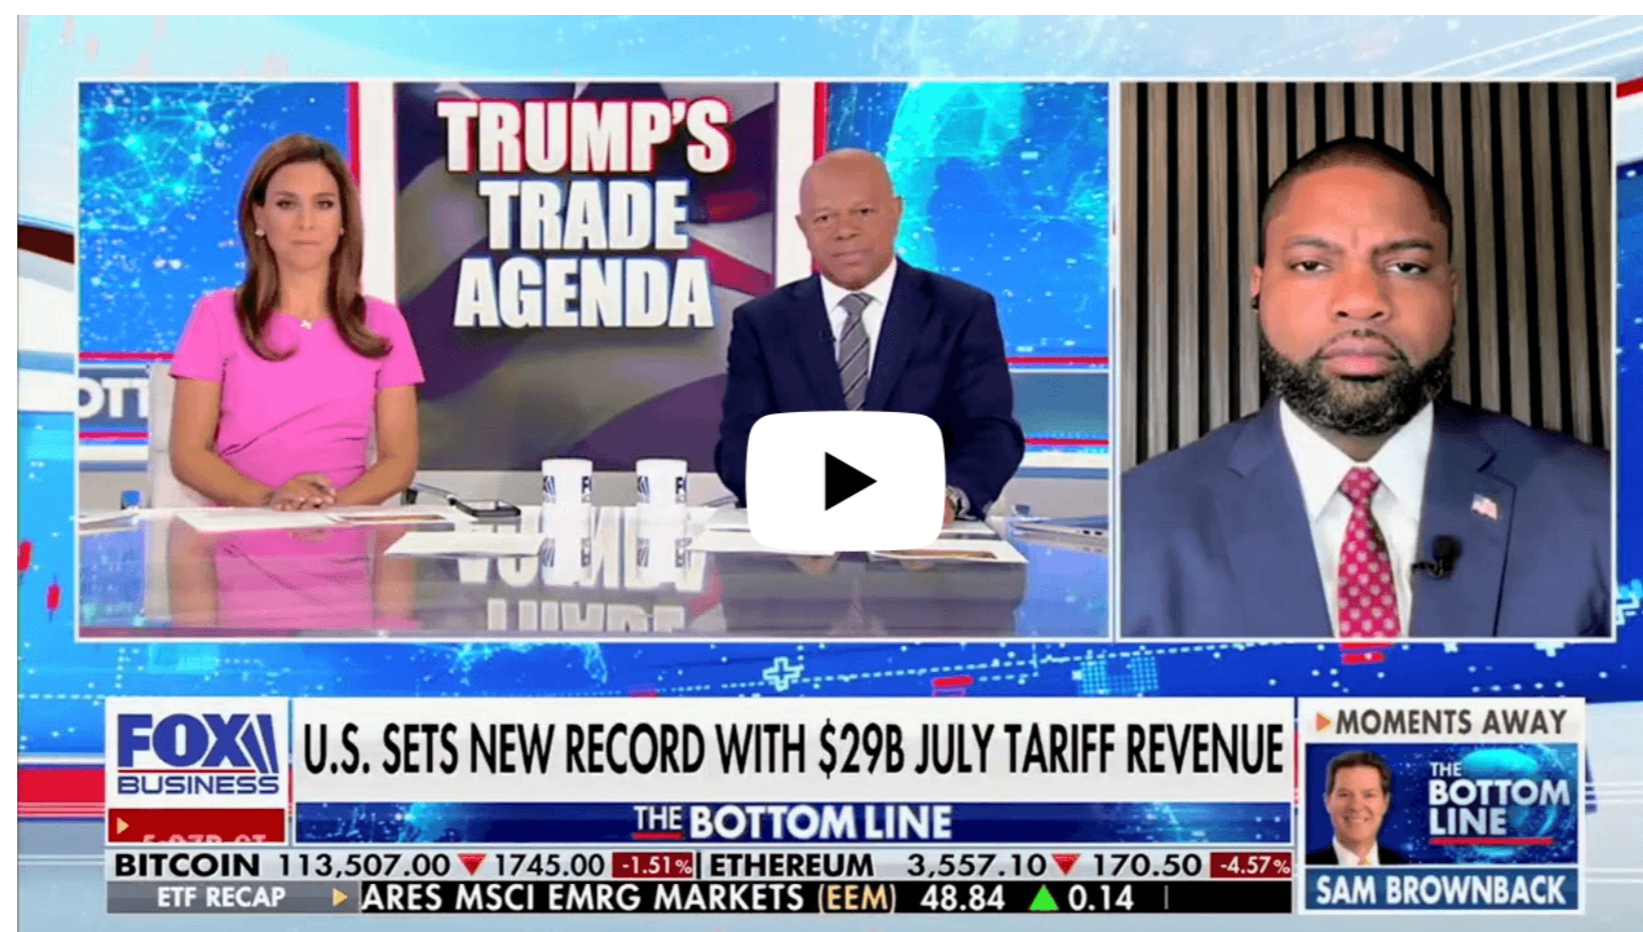 TRUMP'S
TRADE
AGENDA
FOX
BUSINESS
U.S. SETS NEW RECORD WITH $29B JULY TARIFF REVENUE
THE BOTTOM LINE
BITCOIN 113,507.00 ▼ 1745.00 -1.51% ETHEREUM 3,557.10 ▼ 170.50 -4.57%
ETF RECAP ARES MSCI EMRG MARKETS (EEM) 48.84 ▲ 0.14
MOMENTS AWAY
THE
BOTTOM
LINE
SAM BROWNBACK